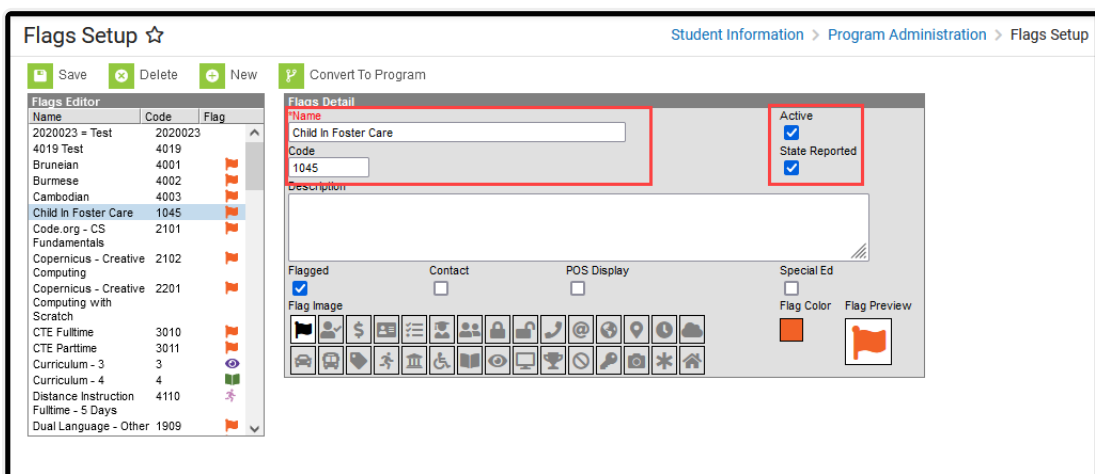 Flags Setup
Student Information > Program Administration > Flags Setup
Save Delete New Convert To Program
Flags Editor
Name Code Flag
2020023 = Test 2020023
4019 Test 4019
Bruneian 4001
Burmese 4002
Cambodian 4003
Child In Foster Care 1045
Code.org - CS 2101
Fundamentals
Copernicus - Creative 2102
Computing
Copernicus - Creative 2201
Computing with
Scratch
CTE Fulltime 3010
CTE Parttime 3011
Curriculum - 3 3
Curriculum - 4 4
Distance Instruction 4110
Fulltime - 5 Days
Dual Language - Other 1909
Flags Detail
*Name
Child In Foster Care
Active
Code
State Reported
1045
Description
Flagged Contact POS Display Special Ed
Flag Image Flag Color Flag Preview